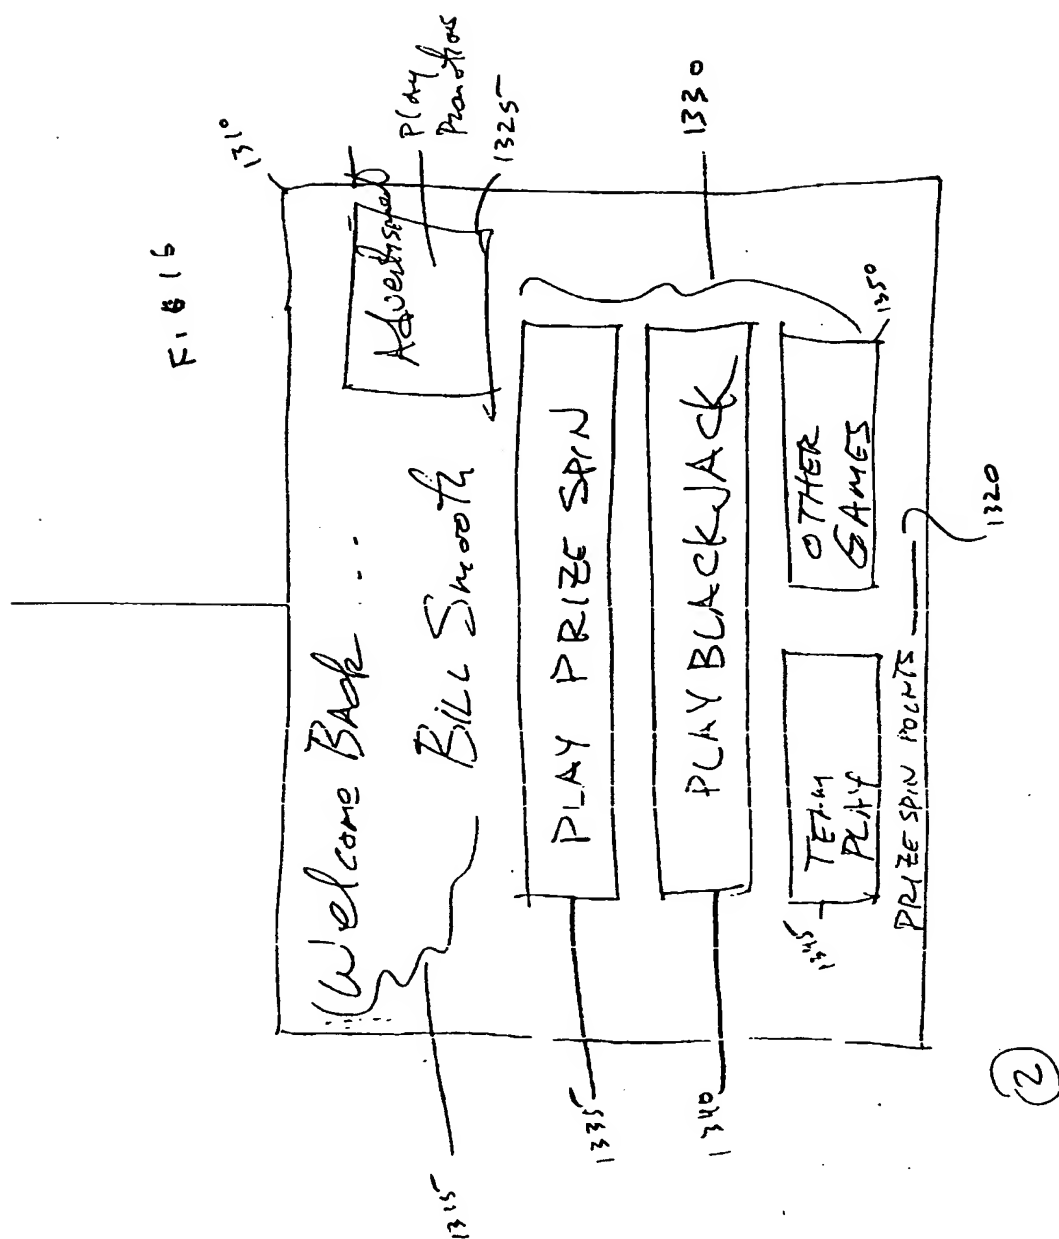 FIG 16
1310
Welcome Back ...
Bill Smooth
Advertisement
Play
Promotions
1325
1315
PLAY PRIZE SPIN
1335
1330
PLAY BLACKJACK
1340
TEAM
PLAY
1345
OTHER
GAMES
1350
PRIZE SPIN POINTS
1320
2